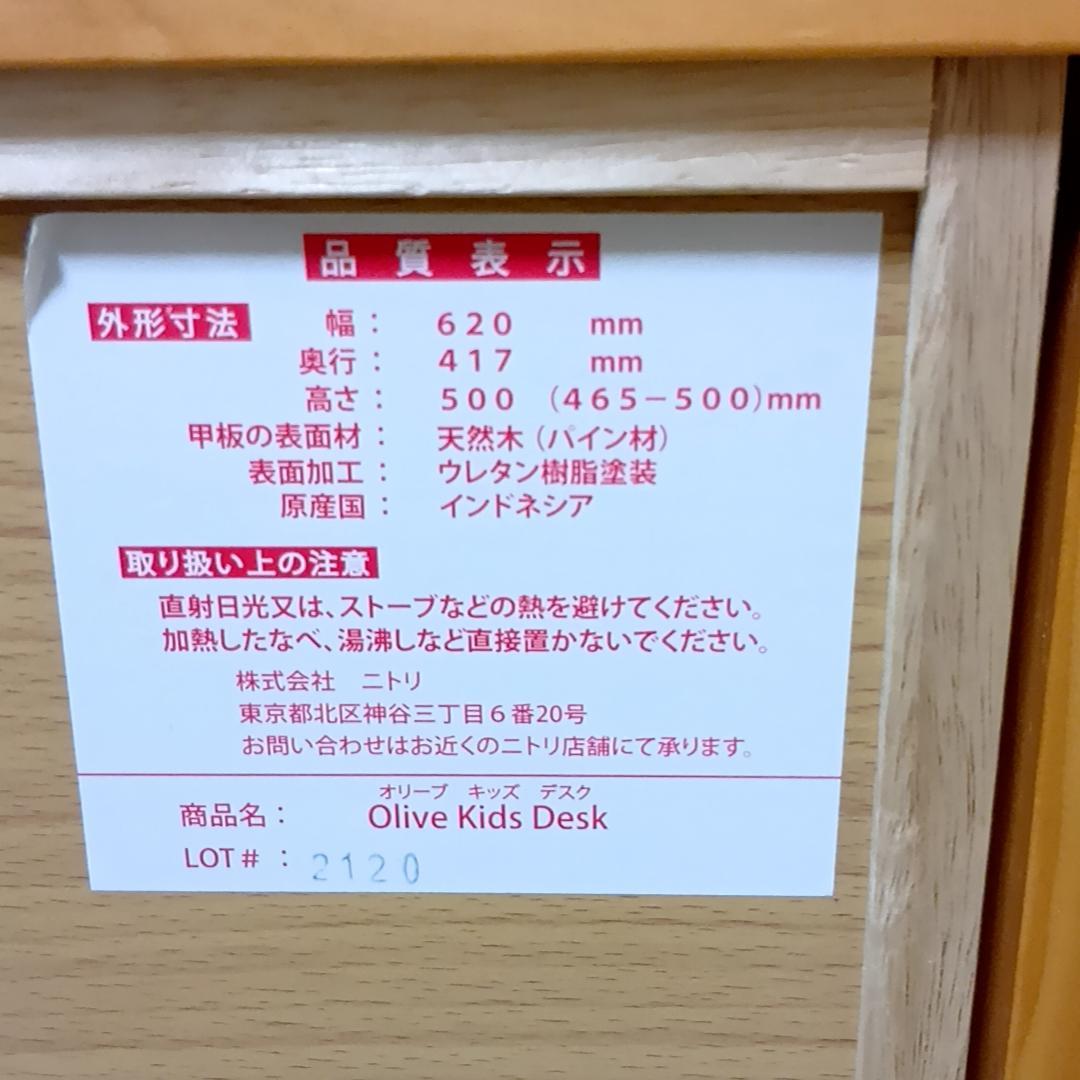 品質表示
外形寸法 幅： 620 mm
奥行： 417 mm
高さ： 500 (465－500)mm
甲板の表面材： 天然木（パイン材）
表面加工： ウレタン樹脂塗装
原産国： インドネシア
取り扱い上の注意
直射日光又は、ストーブなどの熱を避けてください。
加熱したなべ、湯沸しなど直接置かないでください。
株式会社　ニトリ
東京都北区神谷三丁目６番20号
お問い合わせはお近くのニトリ店舗にて承ります。
オリーブ　キッズ　デスク
商品名： Olive Kids Desk
LOT＃： 2120